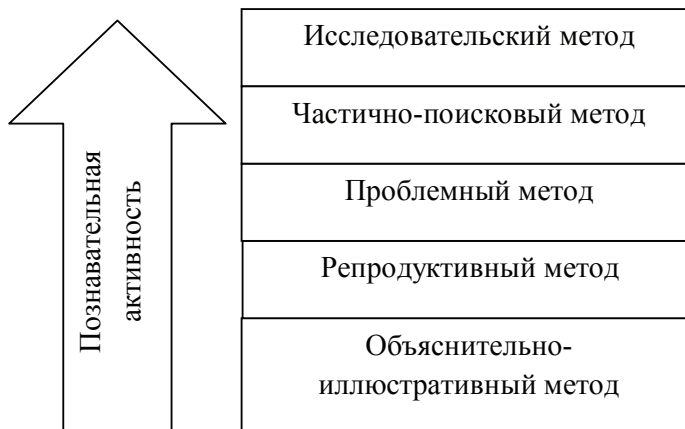 Познавательная
активность
Исследовательский метод
Частично-поисковый метод
Проблемный метод
Репродуктивный метод
Объяснительно-
иллюстративный метод